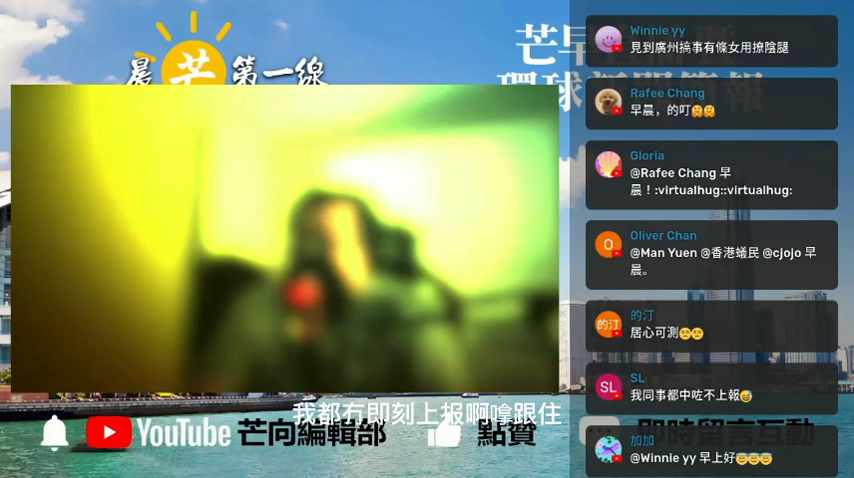 晨芒第一線
芒早
環球 報
Winnie yy
見到廣州搞事有條女用撩陰腿
Rafee Chang
早晨，的叮🤗🤗
Gloria
@Rafee Chang 早
晨！:virtualhug::virtualhug:
Oliver Chan
@Man Yuen @香港蟻民 @cjojo 早
晨。
的汀
居心可測😒😒
SL
我同事都中咗不上報😅
加加
@Winnie yy 早上好😇😇😇
我都冇即刻上报啊嗱跟住
YouTube 芒向編輯部 點贊 即時留言互動